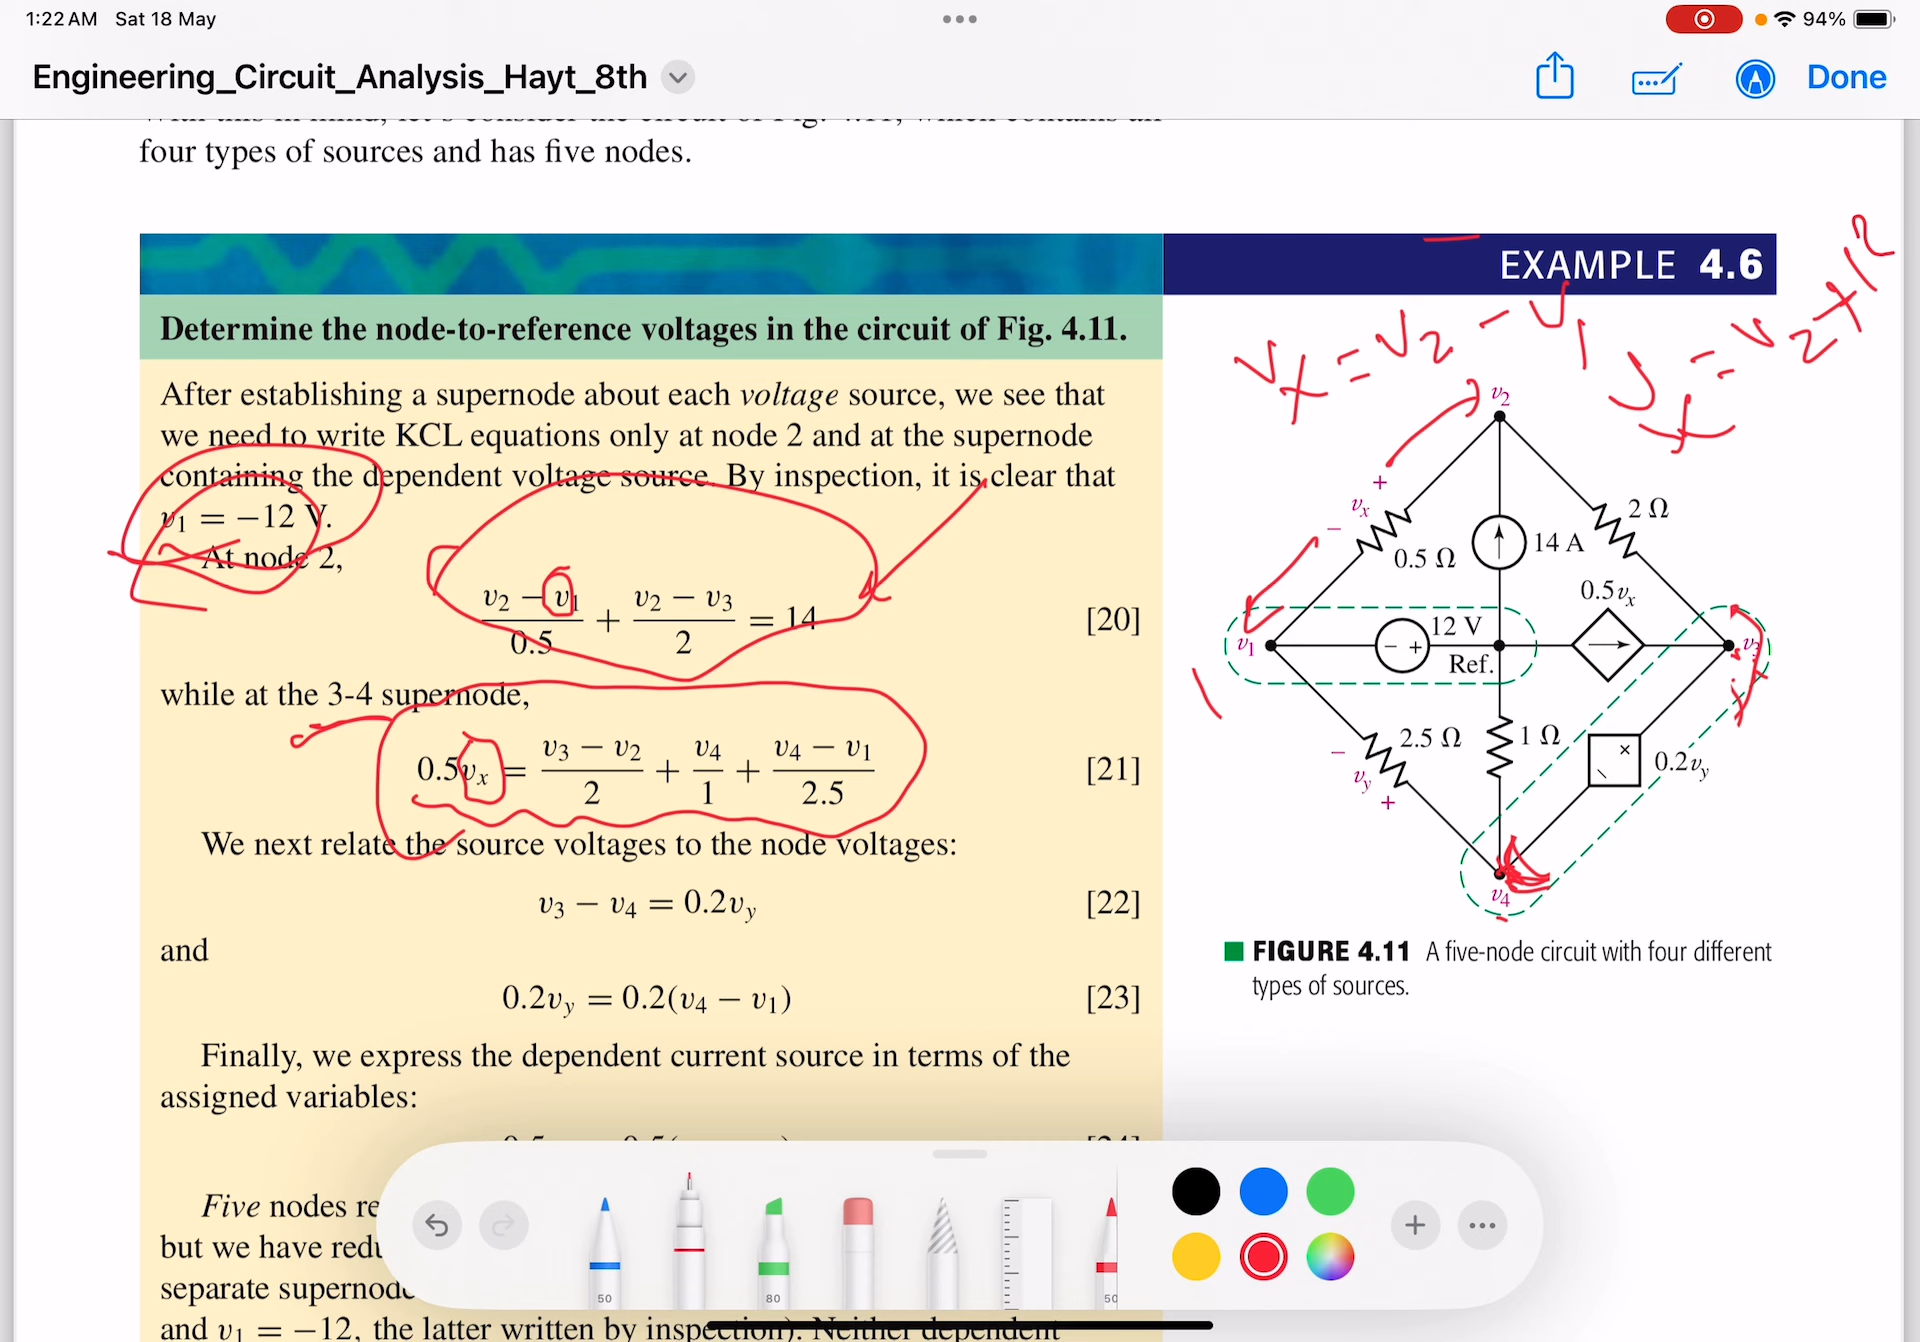 1:22 AM Sat 18 May
94%
Engineering_Circuit_Analysis_Hayt_8th
Done
four types of sources and has five nodes.
EXAMPLE 4.6
Determine the node-to-reference voltages in the circuit of Fig. 4.11.
After establishing a supernode about each voltage source, we see that
we need to write KCL equations only at node 2 and at the supernode
containing the dependent voltage source. By inspection, it is clear that
v1 = −12 V.
At node 2,
(v2 − v1)/0.5 + (v2 − v3)/2 = 14 [20]
while at the 3-4 supernode,
0.5vx = (v3 − v2)/2 + v4/1 + (v4 − v1)/2.5 [21]
We next relate the source voltages to the node voltages:
v3 − v4 = 0.2vy [22]
and
0.2vy = 0.2(v4 − v1) [23]
Finally, we express the dependent current source in terms of the
assigned variables:
Five nodes
but we have
separate
and v1 = −12, the latter written by inspection). Neither dependent
Vx = V2 − V1
Vx = V2 + 12
v2
+
vx
−
0.5 Ω
14 A
2 Ω
0.5vx
v1
− +
12 V
Ref.
v3
−
vy
+
2.5 Ω
1 Ω
0.2vy
v4
FIGURE 4.11 A five-node circuit with four different
types of sources.
50
80
50